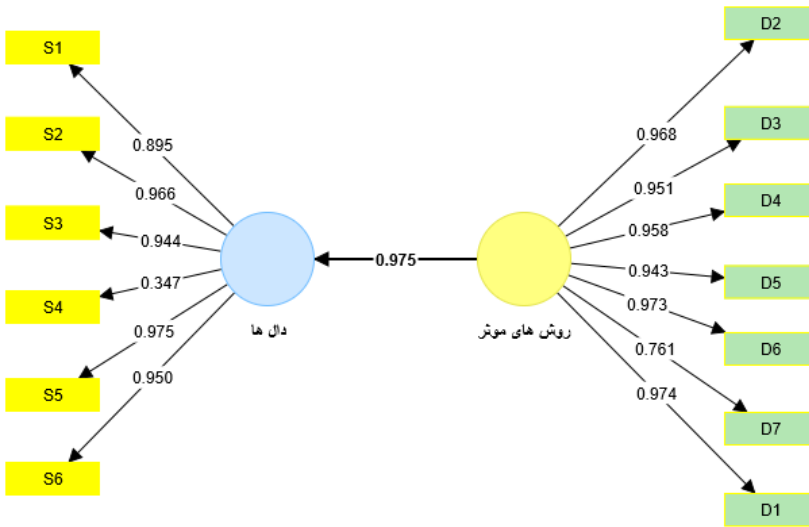 S1
S2
S3
S4
S5
S6
0.895
0.966
0.944
0.347
0.975
0.950
دال ها
0.975
روش های موثر
0.968
0.951
0.958
0.943
0.973
0.761
0.974
D2
D3
D4
D5
D6
D7
D1